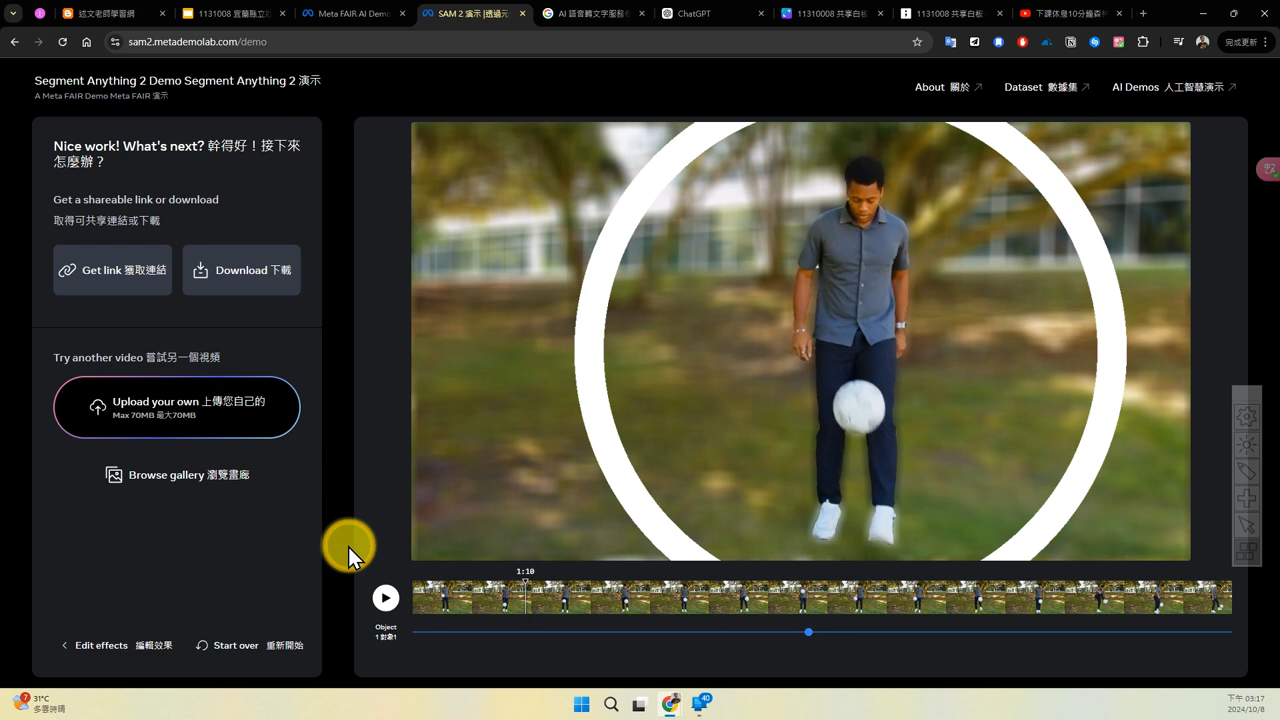 述文老師學習網
1131008 宜蘭縣立
Meta FAIR AI Demo
SAM 2 演示 |透過元
AI 語音轉文字服務
ChatGPT
11310008 共享白板
1131008 共享白板
下課休息10分鐘森
sam2.metademolab.com/demo
完成更新
Segment Anything 2 Demo Segment Anything 2 演示
A Meta FAIR Demo Meta FAIR 演示
About 關於
Dataset 數據集
AI Demos 人工智慧演示
Nice work! What's next? 幹得好！接下來
怎麼辦？
Get a shareable link or download
取得可共享連結或下載
Get link 獲取連結
Download 下載
Try another video 嘗試另一個視頻
Upload your own 上傳您自己的
Max 70MB 最大70MB
Browse gallery 瀏覽畫廊
1:10
Object
1 對象1
Edit effects 編輯效果
Start over 重新開始
7
31°C
多雲時晴
40
下午 03:17
2024/10/8